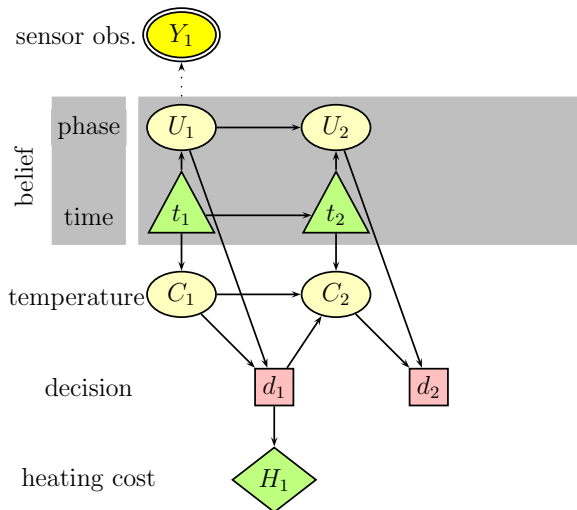 sensor obs. Y1
belief
phase U1 U2
time t1 t2
temperature C1 C2
decision d1 d2
heating cost H1